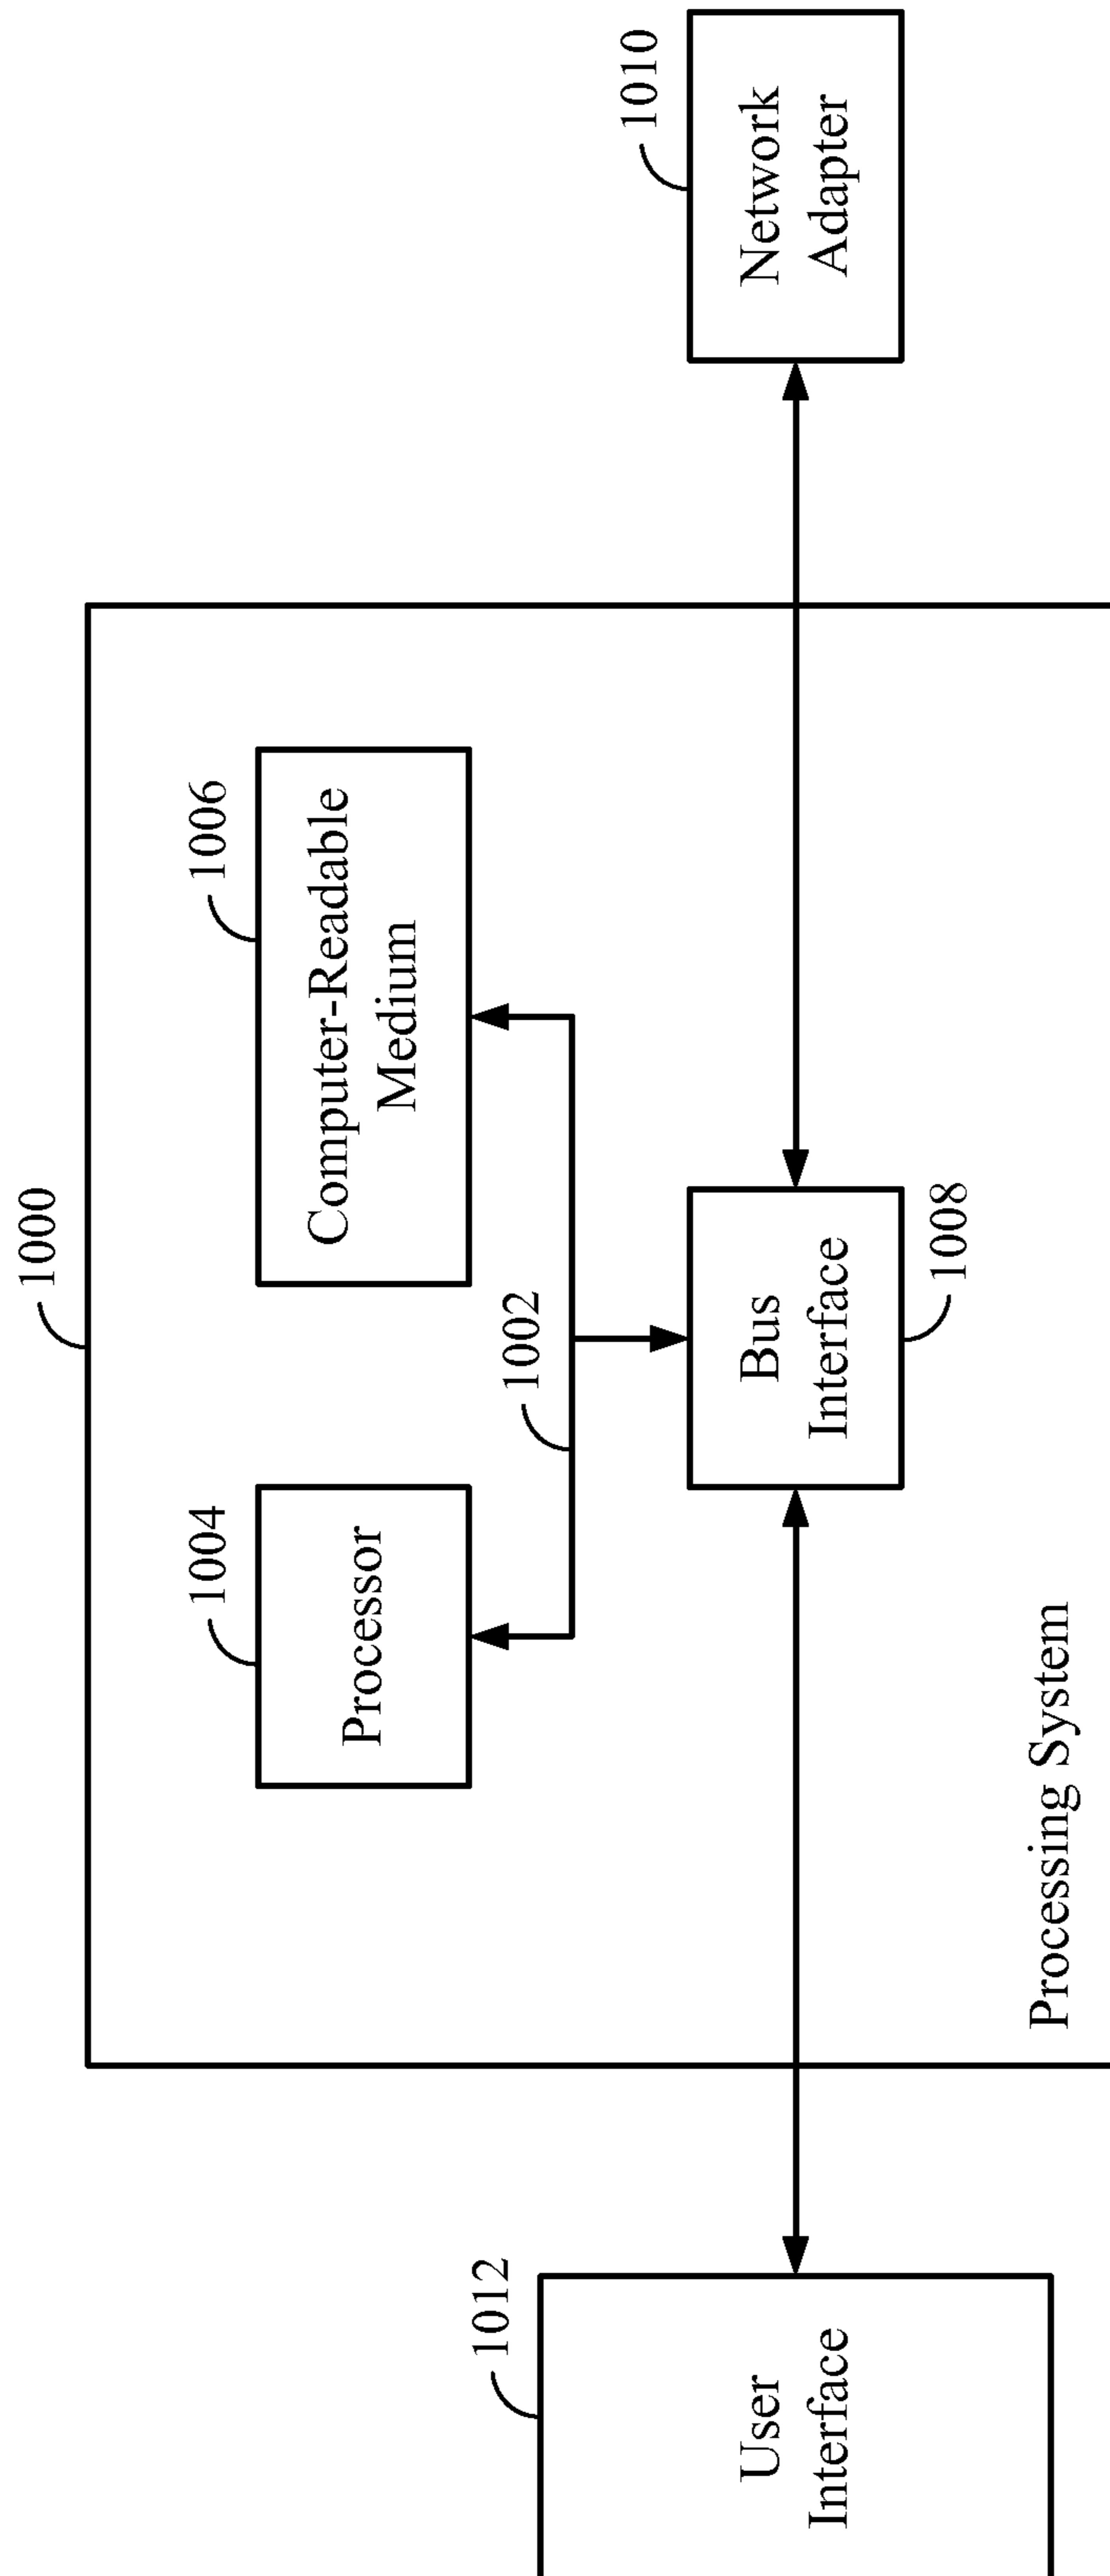 1000
1004
Processor
1006
Computer-Readable
Medium
1002
1012
User
Interface
Bus
Interface
1008
1010
Network
Adapter
Processing System